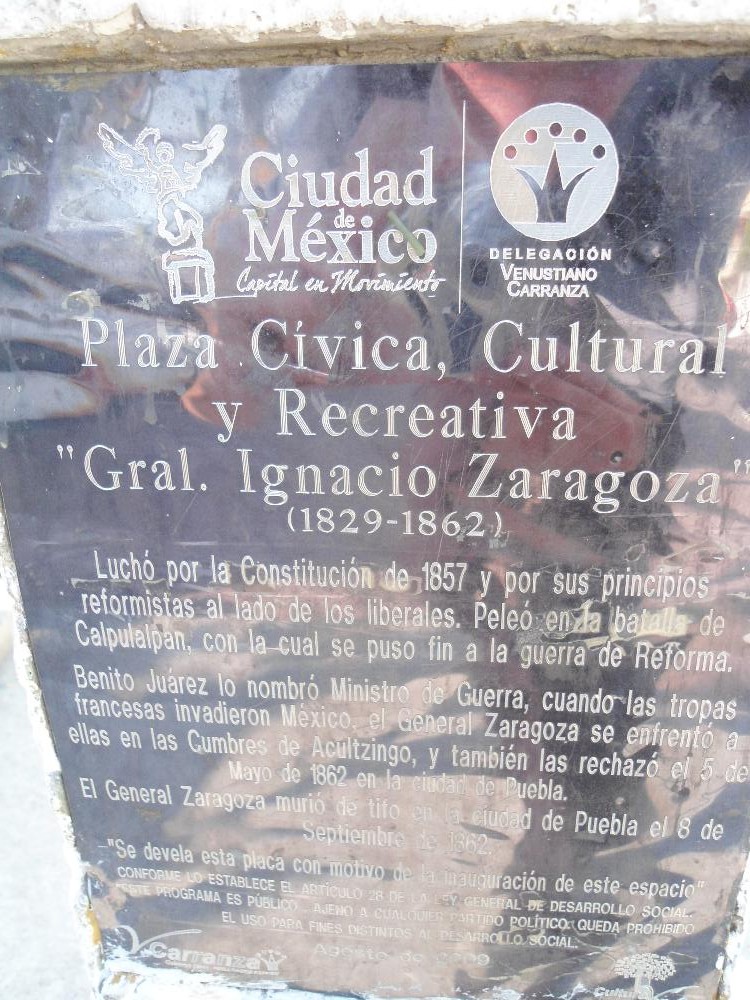 Ciudad
de
México
Capital en Movimiento
DELEGACIÓN
VENUSTIANO
CARRANZA
Plaza Cívica, Cultural
y Recreativa
"Gral. Ignacio Zaragoza"
(1829-1862)
Luchó por la Constitución de 1857 y por sus principios
reformistas al lado de los liberales. Peleó en la batalla de
Calpulalpan, con la cual se puso fin a la guerra de Reforma.
Benito Juárez lo nombró Ministro de Guerra, cuando las tropas
francesas invadieron México, el General Zaragoza se enfrentó a
ellas en las Cumbres de Acultzingo, y también las rechazó el 5 de
Mayo de 1862 en la ciudad de Puebla.
El General Zaragoza murió de tifo en la ciudad de Puebla el 8 de
Septiembre de 1862.
"Se devela esta placa con motivo de la inauguración de este espacio"
CONFORME LO ESTABLECE EL ARTÍCULO 28 DE LA LEY GENERAL DE DESARROLLO SOCIAL.
"ESTE PROGRAMA ES PÚBLICO, AJENO A CUALQUIER PARTIDO POLÍTICO. QUEDA PROHIBIDO
EL USO PARA FINES DISTINTOS AL DESARROLLO SOCIAL.
Agosto de 2009
V. Carranza
Cultura